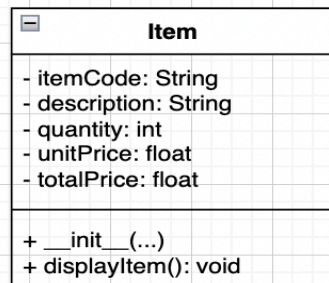 Item
- itemCode: String
- description: String
- quantity: int
- unitPrice: float
- totalPrice: float
+ __init__(...)
+ displayItem(): void